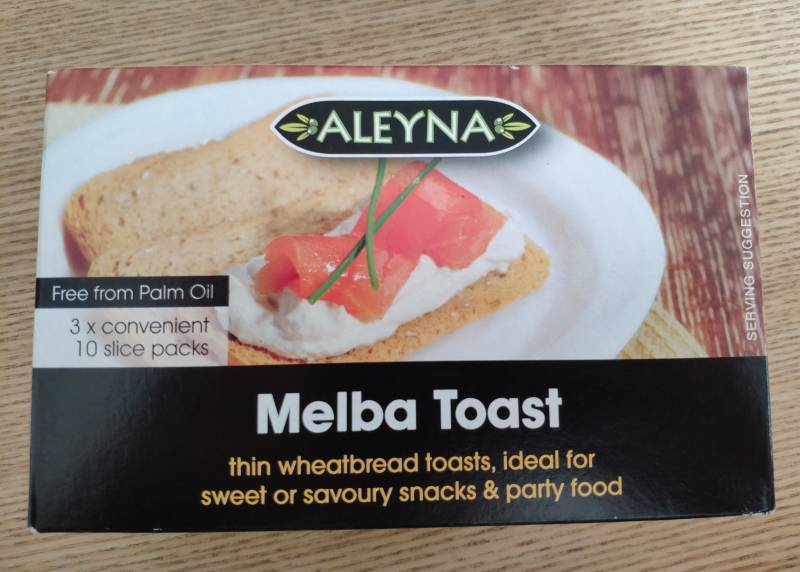 ALEYNA
SERVING SUGGESTION
Free from Palm Oil
3 x convenient
10 slice packs
Melba Toast
thin wheatbread toasts, ideal for
sweet or savoury snacks & party food